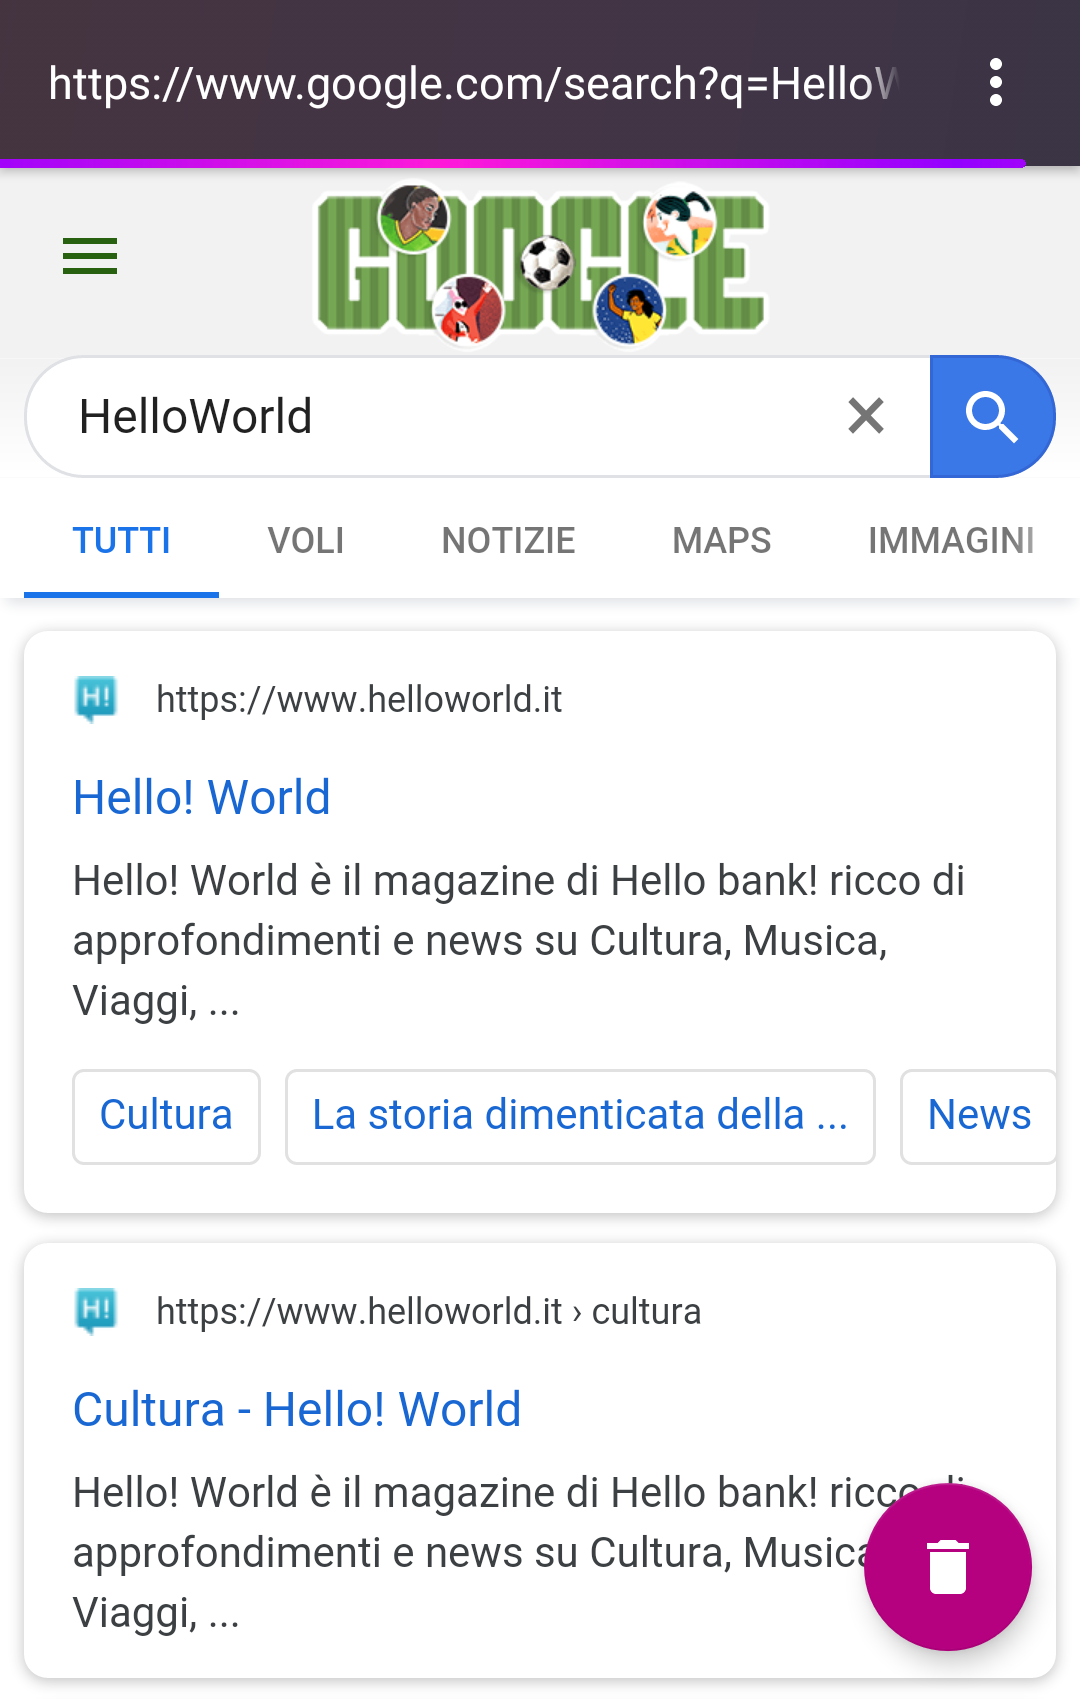 https://www.google.com/search?q=HelloW
GOOGLE
HelloWorld
TUTTI VOLI NOTIZIE MAPS IMMAGINI
H! https://www.helloworld.it
Hello! World
Hello! World è il magazine di Hello bank! ricco di
approfondimenti e news su Cultura, Musica,
Viaggi, ...
Cultura La storia dimenticata della ... News
H! https://www.helloworld.it › cultura
Cultura - Hello! World
Hello! World è il magazine di Hello bank! ricco di
approfondimenti e news su Cultura, Musica
Viaggi, ...